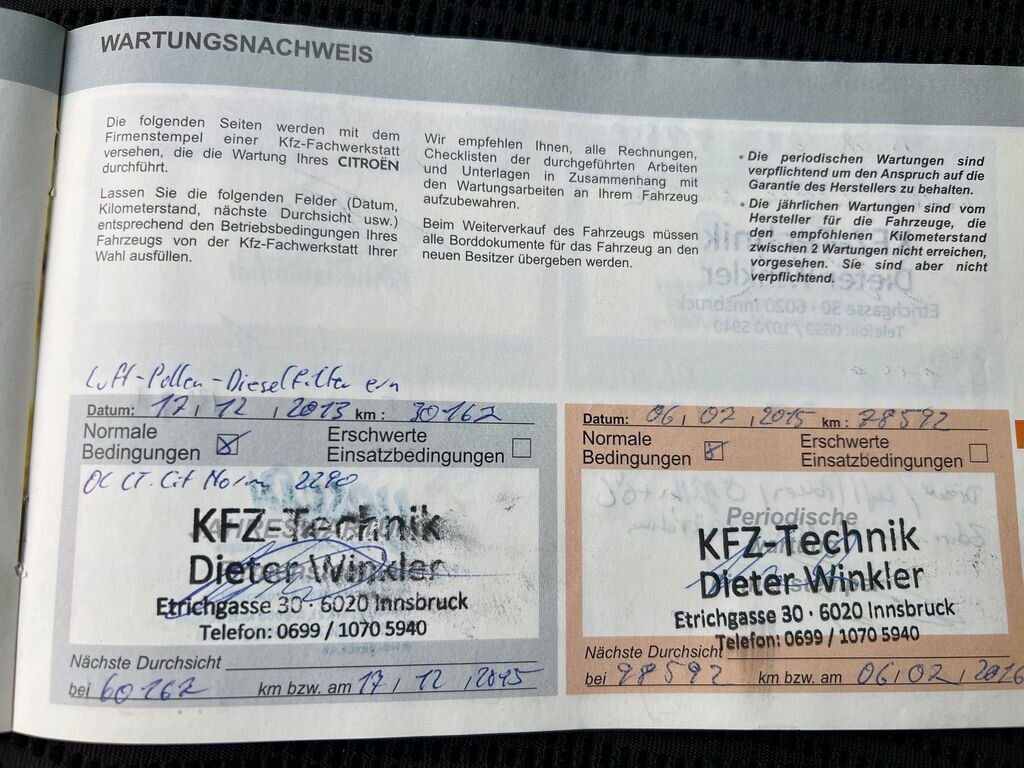 WARTUNGSNACHWEIS
Die folgenden Seiten werden mit dem
Firmenstempel einer Kfz-Fachwerkstatt
versehen, die die Wartung Ihres CITROËN
durchführt.
Lassen Sie die folgenden Felder (Datum,
Kilometerstand, nächste Durchsicht usw.)
entsprechend den Betriebsbedingungen Ihres
Fahrzeugs von der Kfz-Fachwerkstatt Ihrer
Wahl ausfüllen.
Wir empfehlen Ihnen, alle Rechnungen,
Checklisten der durchgeführten Arbeiten
und Unterlagen in Zusammenhang mit
den Wartungsarbeiten an Ihrem Fahrzeug
aufzubewahren.
Beim Weiterverkauf des Fahrzeugs müssen
alle Borddokumente für das Fahrzeug an den
neuen Besitzer übergeben werden.
• Die periodischen Wartungen sind
verpflichtend um den Anspruch auf die
Garantie des Herstellers zu behalten.
• Die jährlichen Wartungen sind vom
Hersteller für die Fahrzeuge, die
den empfohlenen Kilometerstand
zwischen 2 Wartungen nicht erreichen,
vorgesehen. Sie sind aber nicht
verpflichtend.
Luft-Pollen-Dieselfilter ern
Datum: 17 / 12 / 2013 km : 30162
Normale
Bedingungen
Erschwerte
Einsatzbedingungen
2290
KFZ-Technik
Dieter Winkler
Etrichgasse 30 · 6020 Innsbruck
Telefon: 0699 / 1070 5940
Nächste Durchsicht
bei 60162 km bzw. am 17 / 12 / 2015
Datum: 06 / 02 / 2015 km : 78592
Normale
Bedingungen
Erschwerte
Einsatzbedingungen
Periodische
KFZ-Technik
Dieter Winkler
Etrichgasse 30 · 6020 Innsbruck
Telefon: 0699 / 1070 5940
Nächste Durchsicht
bei 98592 km bzw. am 06 / 02 / 2016